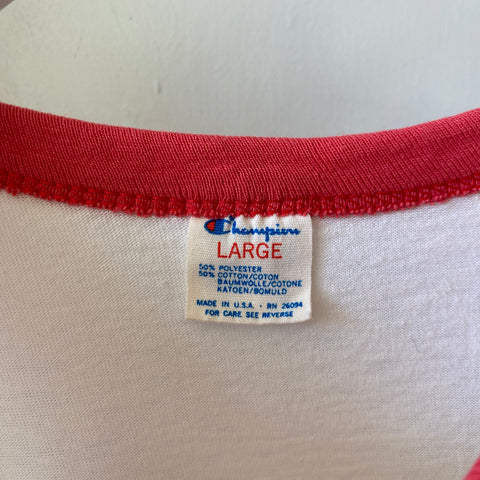 Champion
LARGE
50% POLYESTER
50% COTTON/COTON
BAUMWOLLE/COTONE
KATOEN/BOMULD
MADE IN U.S.A. · RN 26094
FOR CARE SEE REVERSE